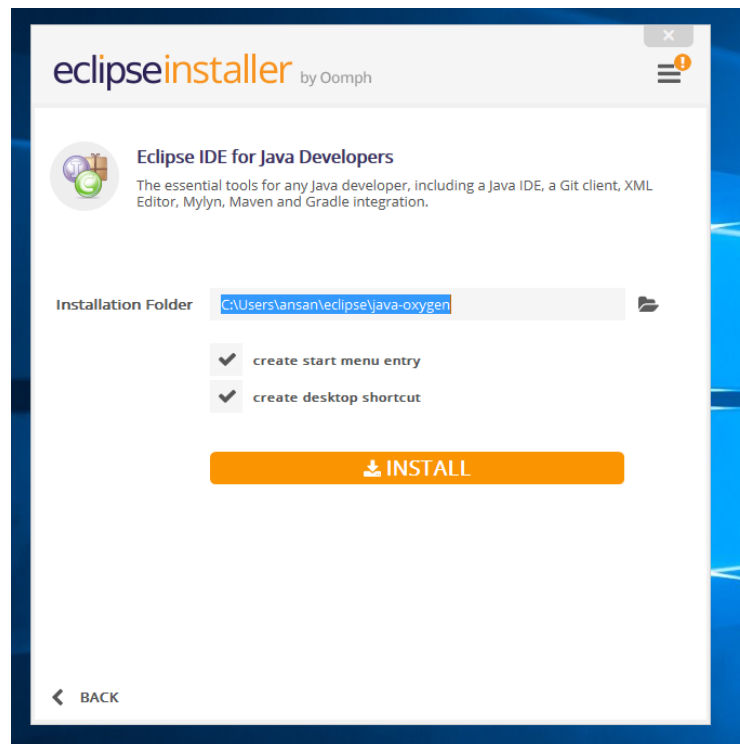 eclipseinstaller by Oomph
Eclipse IDE for Java Developers
The essential tools for any Java developer, including a Java IDE, a Git client, XML
Editor, Mylyn, Maven and Gradle integration.
Installation Folder C:\Users\ansan\eclipse\java-oxygen
create start menu entry
create desktop shortcut
INSTALL
BACK